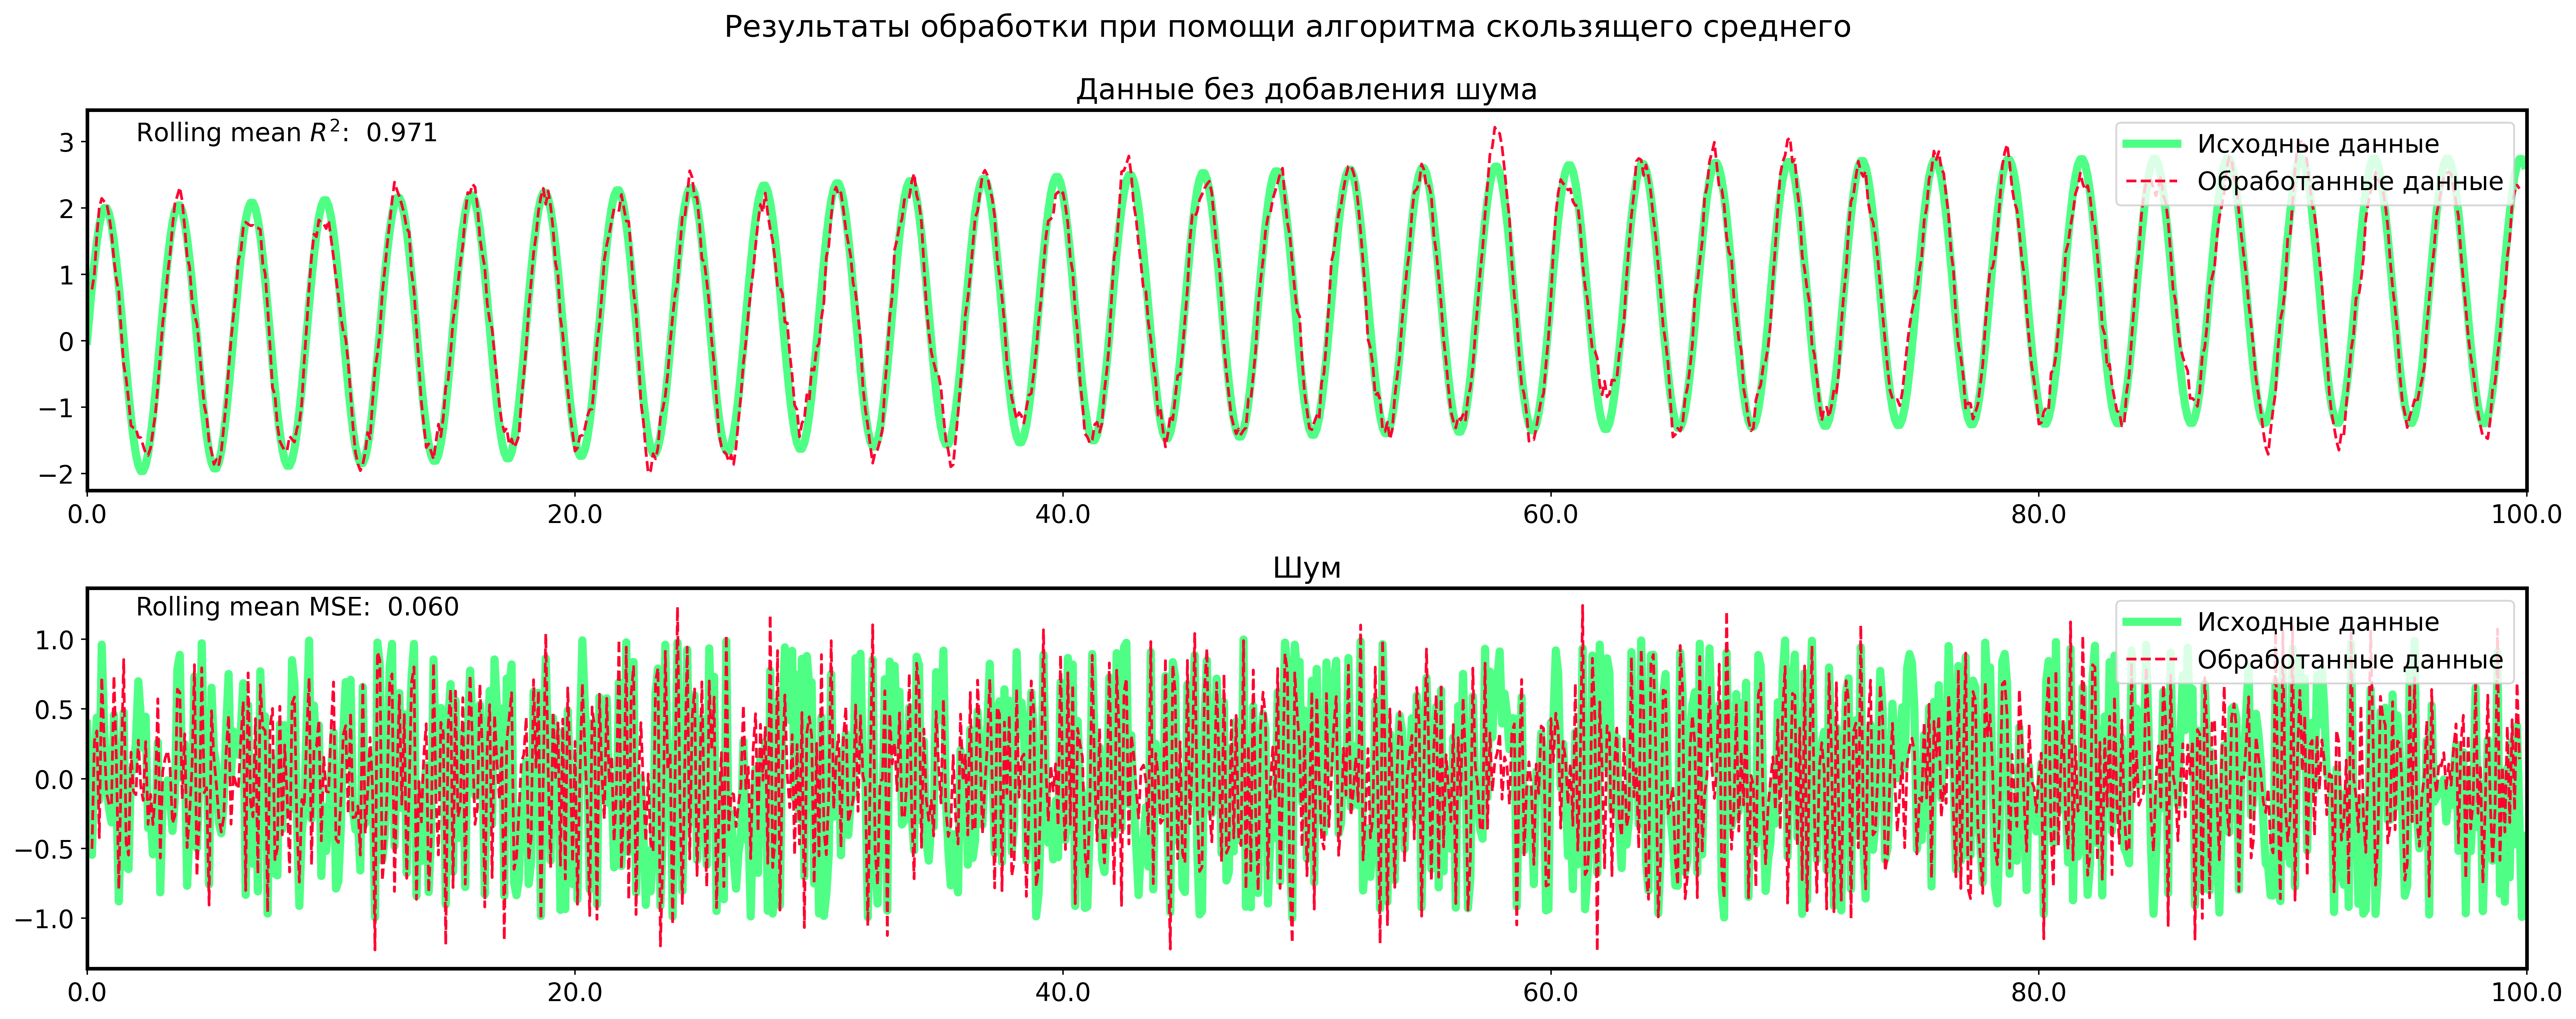 Результаты обработки при помощи алгоритма скользящего среднего
Данные без добавления шума
Rolling mean R²: 0.971
Исходные данные
Обработанные данные
3
2
1
0
−1
−2
0.0 20.0 40.0 60.0 80.0 100.0
Шум
Rolling mean MSE: 0.060
Исходные данные
Обработанные данные
1.0
0.5
0.0
−0.5
−1.0
0.0 20.0 40.0 60.0 80.0 100.0